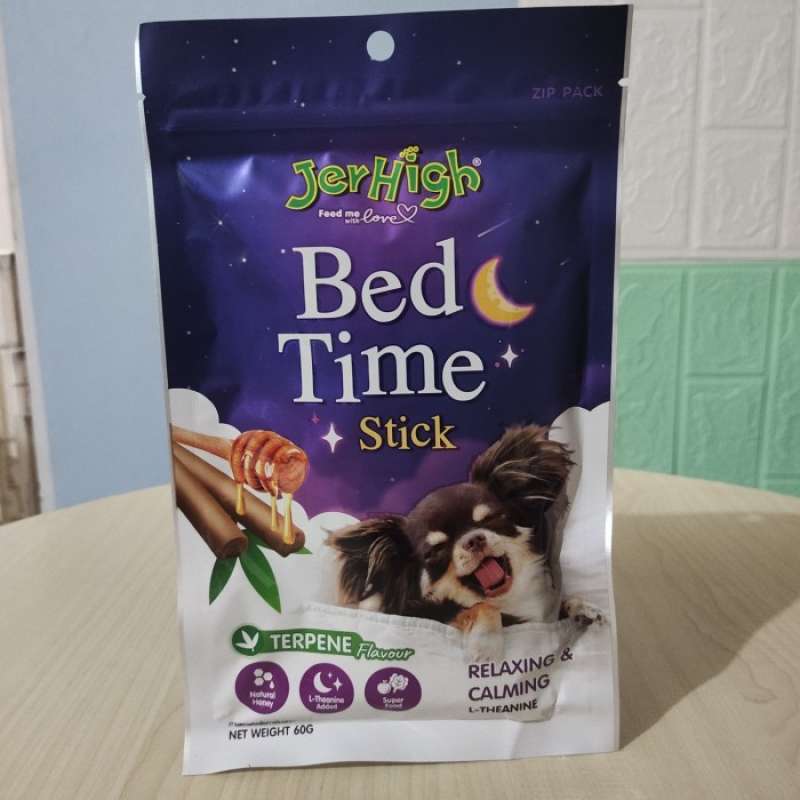 ZIP PACK
JerHigh®
Feed me
with love
Bed
Time
Stick
TERPENE Flavour
Natural
Honey
L-Theanine
Added
Super
Food
RELAXING &
CALMING
L-THEANINE
NET WEIGHT 60G